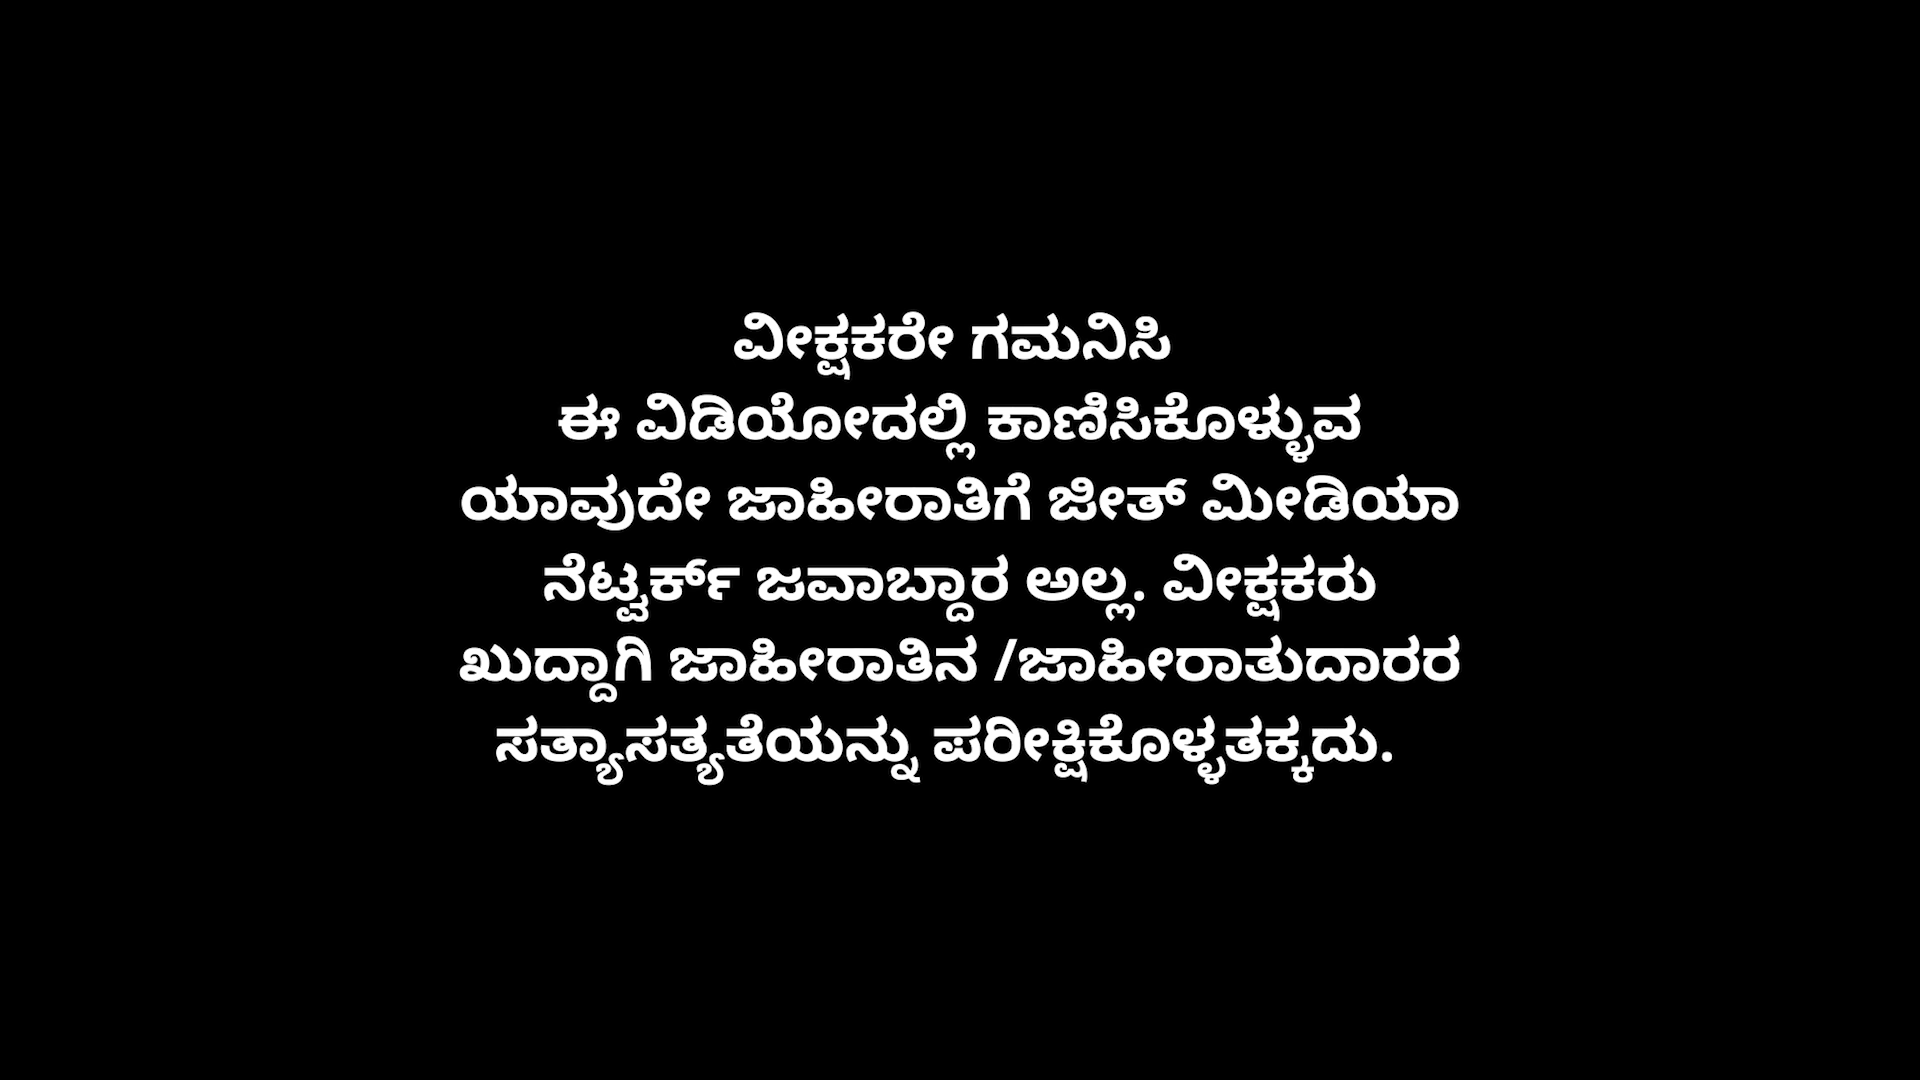 ವೀಕ್ಷಕರೇ ಗಮನಿಸಿ
ಈ ವಿಡಿಯೋದಲ್ಲಿ ಕಾಣಿಸಿಕೊಳ್ಳುವ
ಯಾವುದೇ ಜಾಹೀರಾತಿಗೆ ಜೀತ್ ಮೀಡಿಯಾ
ನೆಟ್ವರ್ಕ್ ಜವಾಬ್ದಾರ ಅಲ್ಲ. ವೀಕ್ಷಕರು
ಖುದ್ದಾಗಿ ಜಾಹೀರಾತಿನ /ಜಾಹೀರಾತುದಾರರ
ಸತ್ಯಾಸತ್ಯತೆಯನ್ನು ಪರೀಕ್ಷಿಕೊಳ್ಳತಕ್ಕದು.